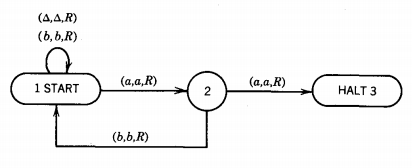 (Δ,Δ,R)
(b,b,R)
1 START
(a,a,R)
2
(a,a,R)
HALT 3
(b,b,R)